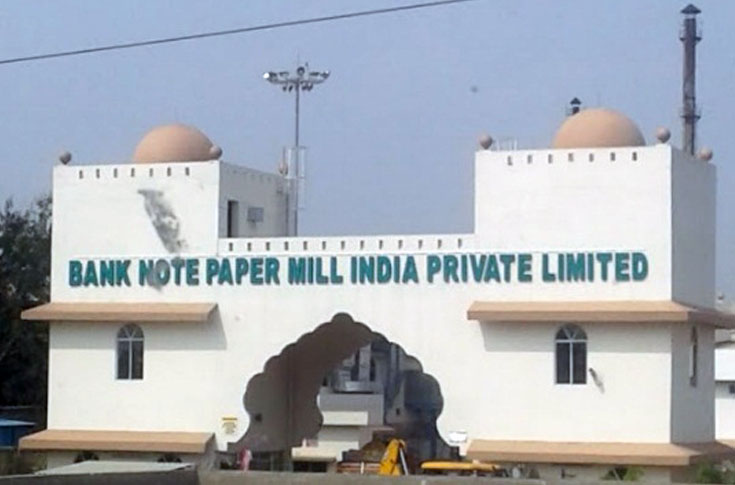 BANK NOTE PAPER MILL INDIA PRIVATE LIMITED